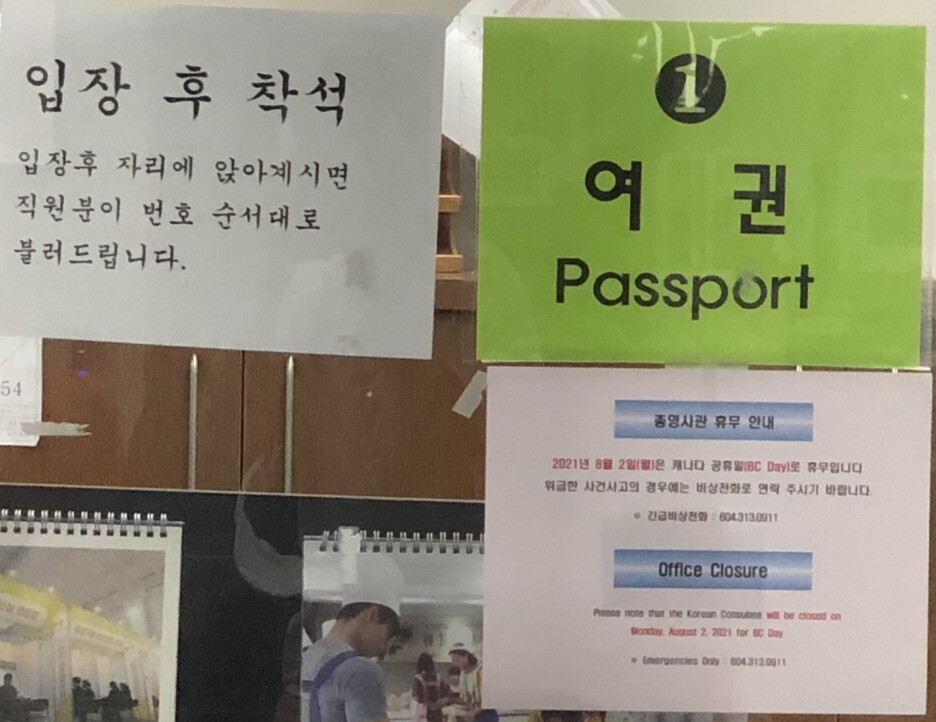 입장 후 착석
입장후 자리에 앉아계시면
직원분이 번호 순서대로
불러드립니다.
1
여 권
Passport
54
총영사관 휴무 안내
2021년 8월 2일(월)은 캐나다 공휴일(BC Day)로 휴무입니다.
위급한 사건사고의 경우에는 비상전화로 연락 주시기 바랍니다.
※ 긴급비상전화 : 604.313.0911
Office Closure
Please note that the Korean Consulate will be closed on
Monday, August 2, 2021 for BC Day.
※ Emergencies Only : 604.313.0911